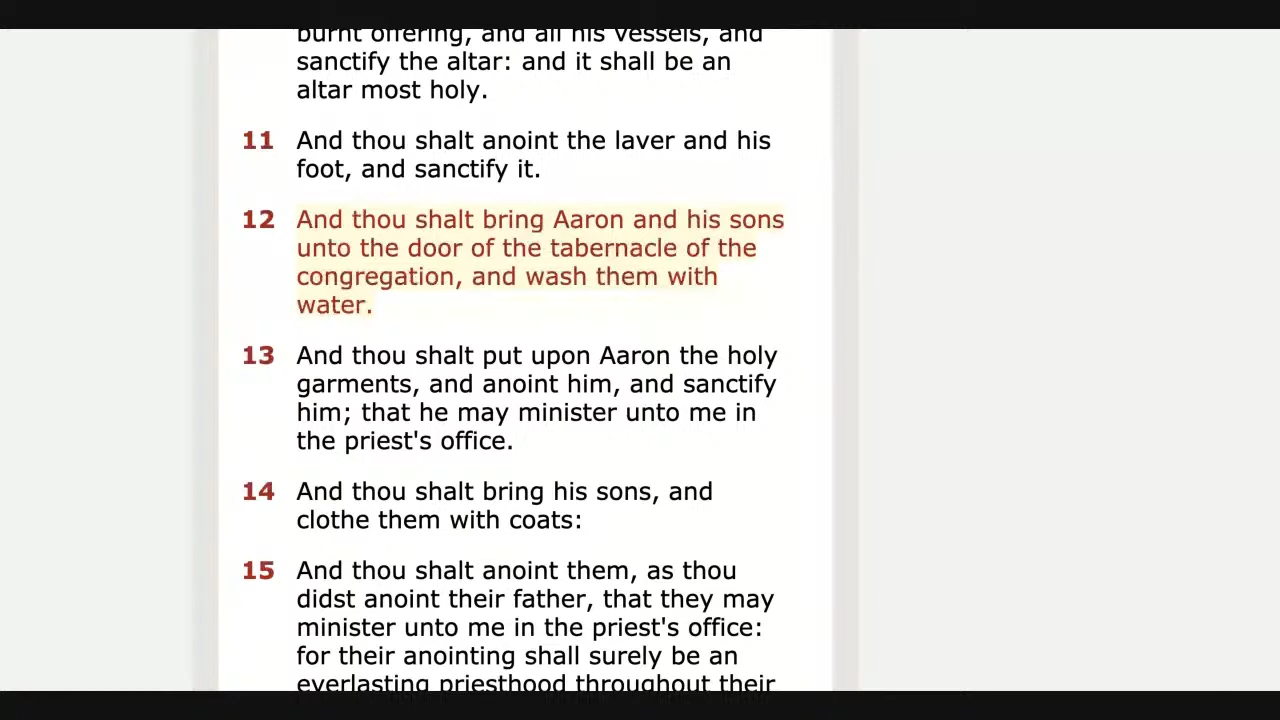 burnt offering, and all his vessels, and
sanctify the altar: and it shall be an
altar most holy.
11 And thou shalt anoint the laver and his
foot, and sanctify it.
12 And thou shalt bring Aaron and his sons
unto the door of the tabernacle of the
congregation, and wash them with
water.
13 And thou shalt put upon Aaron the holy
garments, and anoint him, and sanctify
him; that he may minister unto me in
the priest's office.
14 And thou shalt bring his sons, and
clothe them with coats:
15 And thou shalt anoint them, as thou
didst anoint their father, that they may
minister unto me in the priest's office:
for their anointing shall surely be an
everlasting priesthood throughout their